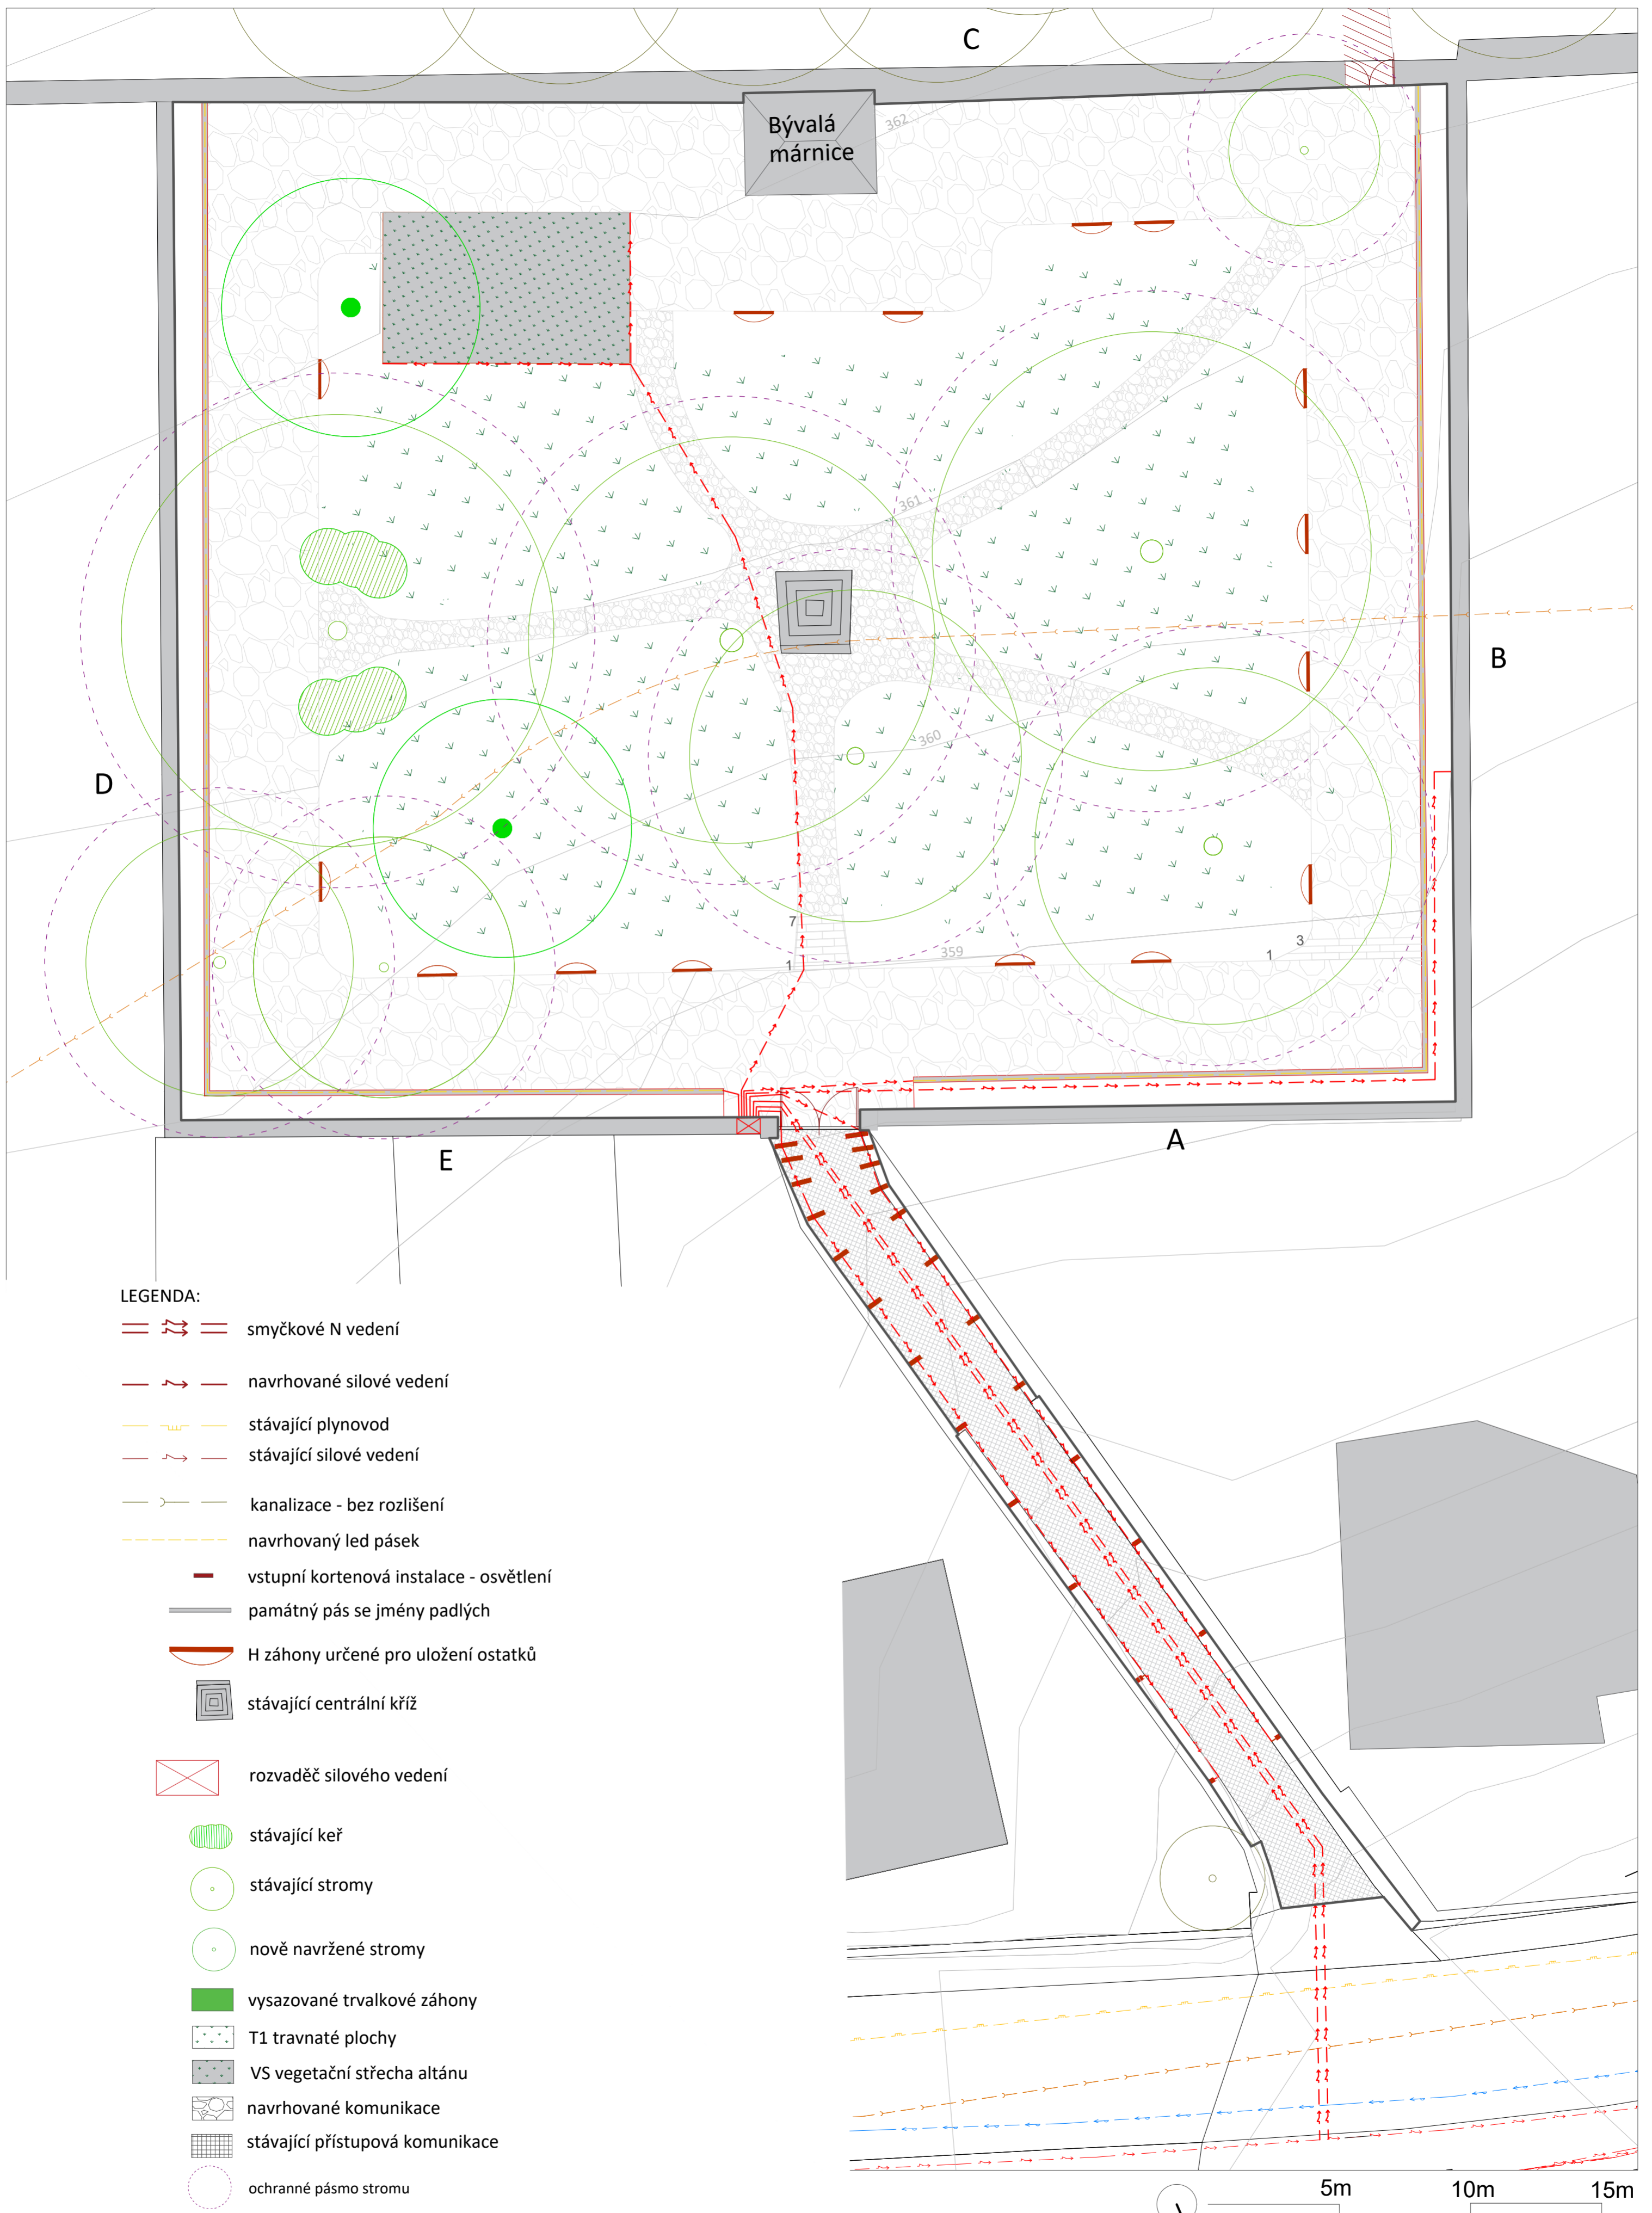 C
Bývalá
márnice
362
361
B
D
360
7
3
1
359
1
A
E
LEGENDA:
smyčkové N vedení
navrhované silové vedení
stávající plynovod
stávající silové vedení
kanalizace - bez rozlišení
navrhovaný led pásek
vstupní kortenová instalace - osvětlení
památný pás se jmény padlých
H záhony určené pro uložení ostatků
stávající centrální kříž
rozvaděč silového vedení
stávající keř
stávající stromy
nově navržené stromy
vysazované trvalkové záhony
T1 travnaté plochy
VS vegetační střecha altánu
navrhované komunikace
stávající přístupová komunikace
ochranné pásmo stromu
5m 10m 15m